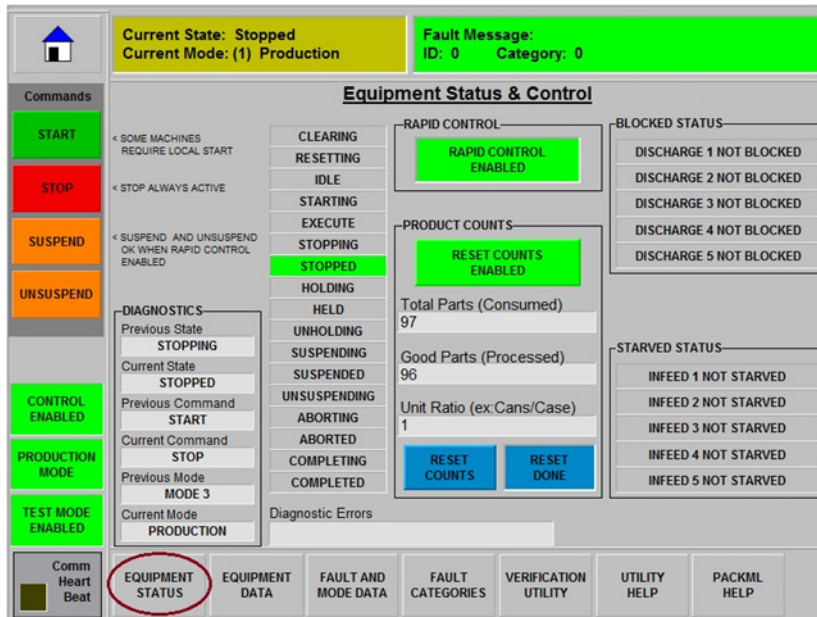 Current State: Stopped
Current Mode: (1) Production
Fault Message:
ID: 0 Category: 0
Commands
START
STOP
SUSPEND
UNSUSPEND
CONTROL
ENABLED
PRODUCTION
MODE
TEST MODE
ENABLED
Comm
Heart
Beat
Equipment Status & Control
< SOME MACHINES
REQUIRE LOCAL START
< STOP ALWAYS ACTIVE
< SUSPEND AND UNSUSPEND
OK WHEN RAPID CONTROL
ENABLED
DIAGNOSTICS
Previous State
STOPPING
Current State
STOPPED
Previous Command
START
Current Command
STOP
Previous Mode
MODE 3
Current Mode
PRODUCTION
CLEARING
RESETTING
IDLE
STARTING
EXECUTE
STOPPING
STOPPED
HOLDING
HELD
UNHOLDING
SUSPENDING
SUSPENDED
UNSUSPENDING
ABORTING
ABORTED
COMPLETING
COMPLETED
Diagnostic Errors
RAPID CONTROL
RAPID CONTROL
ENABLED
PRODUCT COUNTS
RESET COUNTS
ENABLED
Total Parts (Consumed)
97
Good Parts (Processed)
96
Unit Ratio (ex:Cans/Case)
1
RESET
COUNTS
RESET
DONE
BLOCKED STATUS
DISCHARGE 1 NOT BLOCKED
DISCHARGE 2 NOT BLOCKED
DISCHARGE 3 NOT BLOCKED
DISCHARGE 4 NOT BLOCKED
DISCHARGE 5 NOT BLOCKED
STARVED STATUS
INFEED 1 NOT STARVED
INFEED 2 NOT STARVED
INFEED 3 NOT STARVED
INFEED 4 NOT STARVED
INFEED 5 NOT STARVED
EQUIPMENT
STATUS
EQUIPMENT
DATA
FAULT AND
MODE DATA
FAULT
CATEGORIES
VERIFICATION
UTILITY
UTILITY
HELP
PACKML
HELP